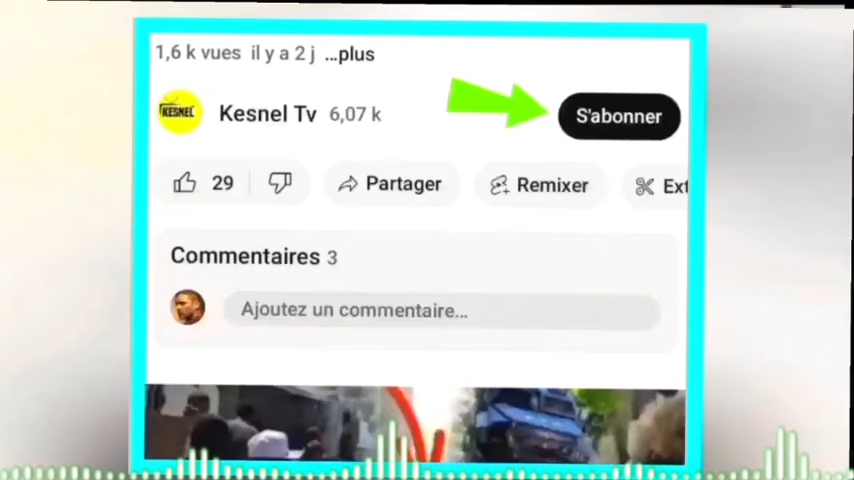 1,6 k vues il y a 2 j ...plus
KESNEL
Kesnel Tv 6,07 k
S'abonner
29
Partager
Remixer
Ext
Commentaires 3
Ajoutez un commentaire...